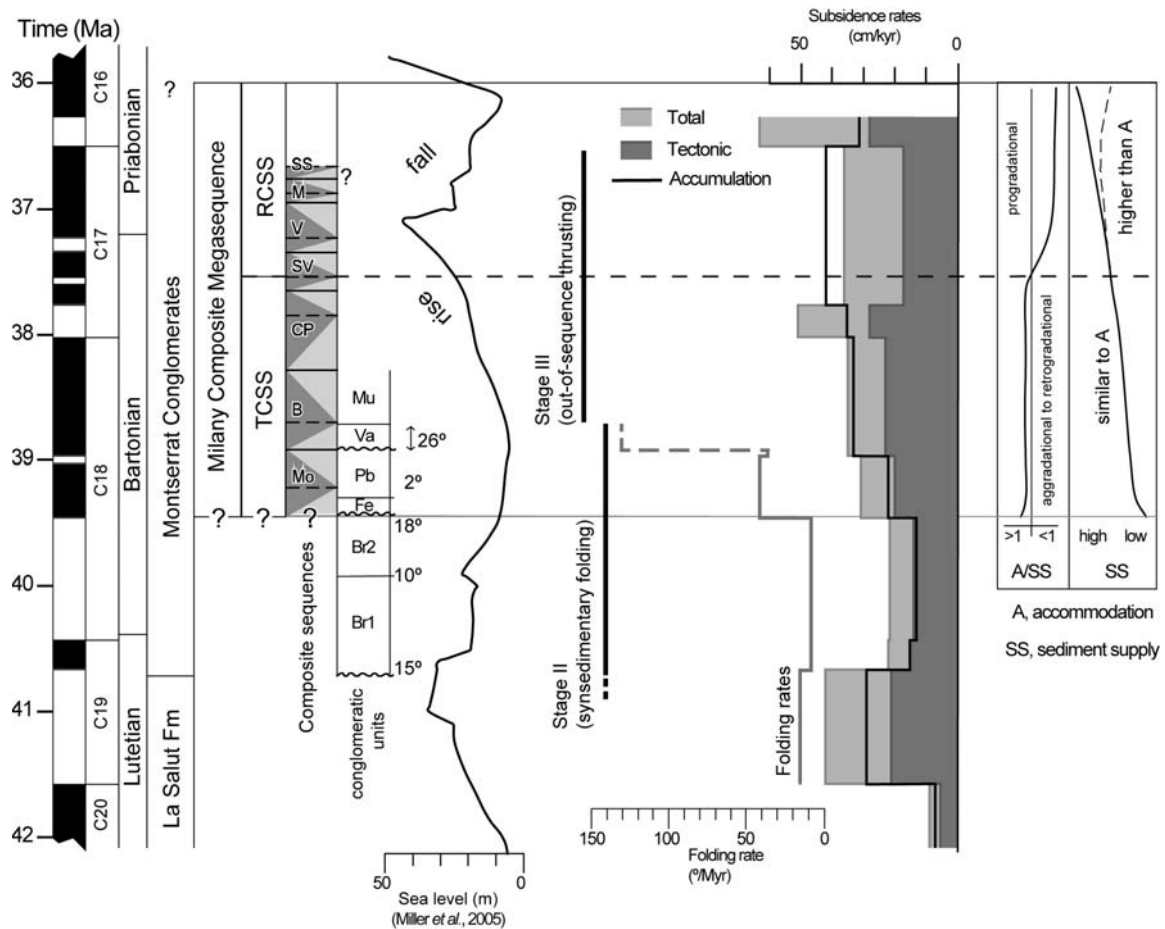 Time (Ma)
Subsidence rates
(cm/kyr)
50
0
36
37
38
39
40
41
42
C16
C17
C18
C19
C20
Priabonian
Bartonian
Lutetian
?
Montserrat Conglomerates
La Salut Fm
?
Milany Composite Megasequence
RCSS
TCSS
?
SS
?
M
V
SV
CP
B
Mo
?
Composite sequences
Mu
Va
26º
Pb
2º
Fe
18º
Br2
10º
Br1
15º
conglomeratic
units
fall
rise
50
0
Sea level (m)
(Miller et al., 2005)
Total
Tectonic
Accumulation
Stage III
(out-of-sequence thrusting)
Stage II
(synsedimentary folding)
Folding rates
150
100
50
0
Folding rate
(º/Myr)
progradational
aggradational to retrogradational
higher than A
similar to A
>1
<1
high
low
A/SS
SS
A, accommodation
SS, sediment supply